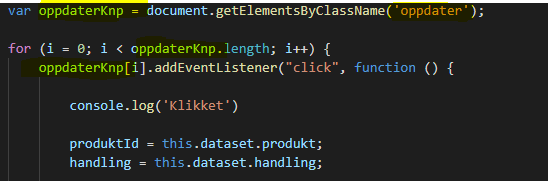 var oppdaterKnp = document.getElementsByClassName('oppdater');
for (i = 0; i < oppdaterKnp.length; i++) {
oppdaterKnp[i].addEventListener("click", function () {
console.log('Klikket')
produktId = this.dataset.produkt;
handling = this.dataset.handling;